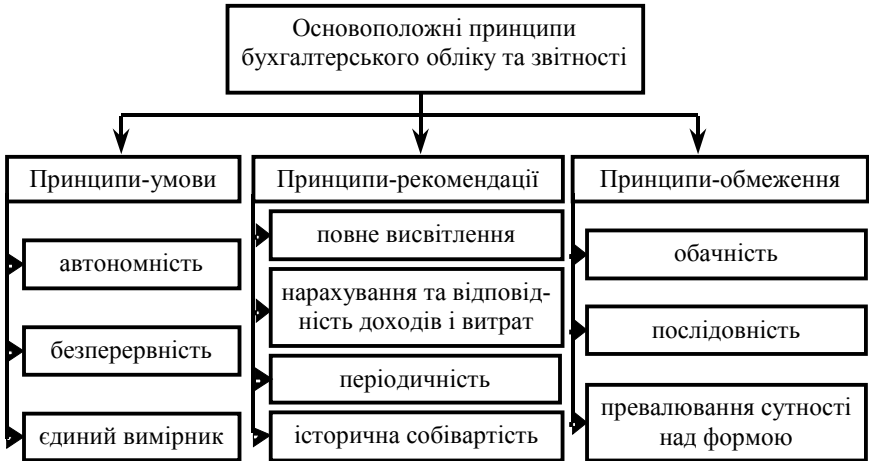 Основоположні принципи
бухгалтерського обліку та звітності
Принципи-умови
автономність
безперервність
єдиний вимірник
Принципи-рекомендації
повне висвітлення
нарахування та відповід-
ність доходів і витрат
періодичність
історична собівартість
Принципи-обмеження
обачність
послідовність
превалювання сутності
над формою